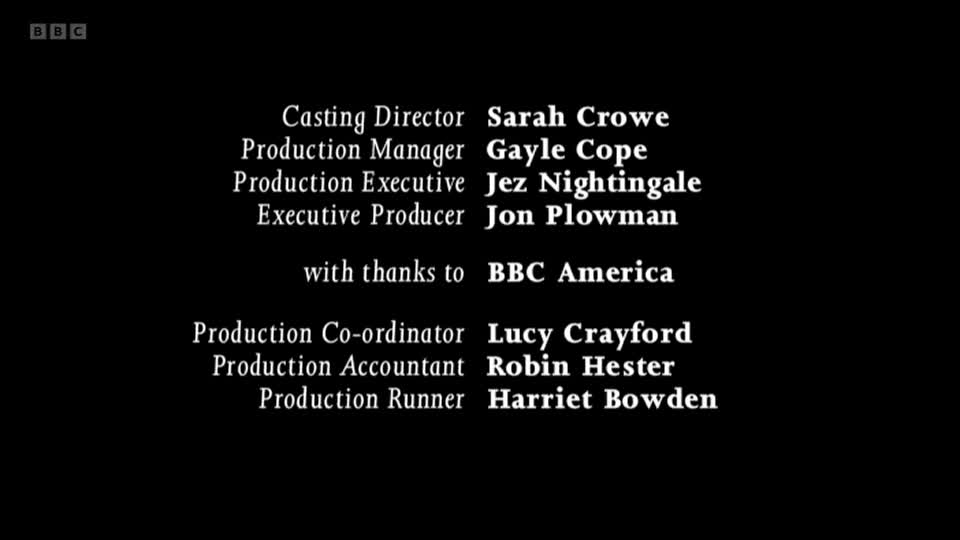 BBC
Casting Director Sarah Crowe
Production Manager Gayle Cope
Production Executive Jez Nightingale
Executive Producer Jon Plowman
with thanks to BBC America
Production Co-ordinator Lucy Crayford
Production Accountant Robin Hester
Production Runner Harriet Bowden